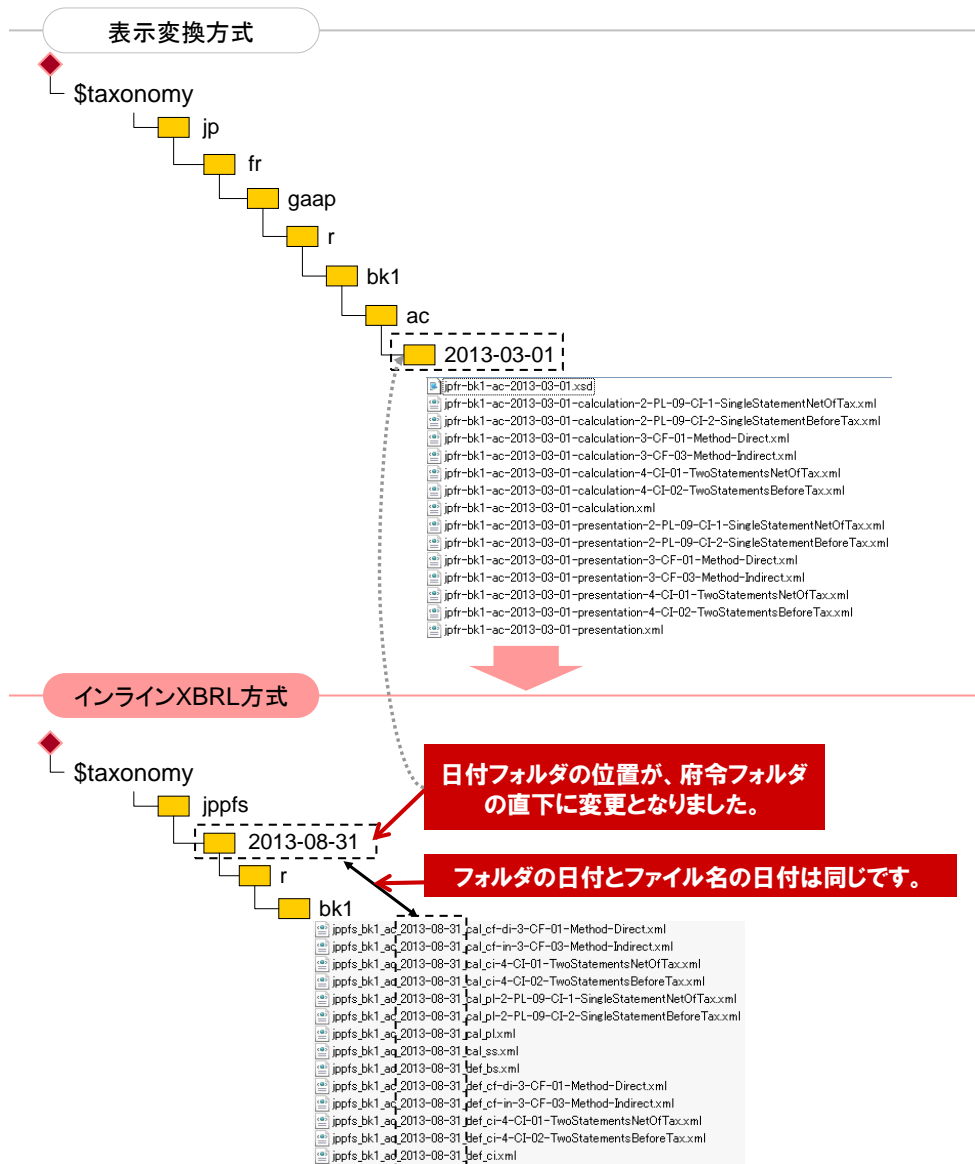 表示変換方式
$taxonomy
jp
fr
gaap
r
bk1
ac
2013-03-01
jpfr-bk1-ac-2013-03-01.xsd
jpfr-bk1-ac-2013-03-01-calculation-2-PL-09-CI-1-SingleStatementNetOfTax.xml
jpfr-bk1-ac-2013-03-01-calculation-2-PL-09-CI-2-SingleStatementBeforeTax.xml
jpfr-bk1-ac-2013-03-01-calculation-3-CF-01-Method-Direct.xml
jpfr-bk1-ac-2013-03-01-calculation-3-CF-03-Method-Indirect.xml
jpfr-bk1-ac-2013-03-01-calculation-4-CI-01-TwoStatementsNetOfTax.xml
jpfr-bk1-ac-2013-03-01-calculation-4-CI-02-TwoStatementsBeforeTax.xml
jpfr-bk1-ac-2013-03-01-calculation.xml
jpfr-bk1-ac-2013-03-01-presentation-2-PL-09-CI-1-SingleStatementNetOfTax.xml
jpfr-bk1-ac-2013-03-01-presentation-2-PL-09-CI-2-SingleStatementBeforeTax.xml
jpfr-bk1-ac-2013-03-01-presentation-3-CF-01-Method-Direct.xml
jpfr-bk1-ac-2013-03-01-presentation-3-CF-03-Method-Indirect.xml
jpfr-bk1-ac-2013-03-01-presentation-4-CI-01-TwoStatementsNetOfTax.xml
jpfr-bk1-ac-2013-03-01-presentation-4-CI-02-TwoStatementsBeforeTax.xml
jpfr-bk1-ac-2013-03-01-presentation.xml
インラインXBRL方式
$taxonomy
jppfs
2013-08-31
r
bk1
日付フォルダの位置が、府令フォルダ
の直下に変更となりました。
フォルダの日付とファイル名の日付は同じです。
jppfs_bk1_ac_2013-08-31_cal_cf-di-3-CF-01-Method-Direct.xml
jppfs_bk1_ac_2013-08-31_cal_cf-in-3-CF-03-Method-Indirect.xml
jppfs_bk1_ac_2013-08-31_cal_ci-4-CI-01-TwoStatementsNetOfTax.xml
jppfs_bk1_ac_2013-08-31_cal_ci-4-CI-02-TwoStatementsBeforeTax.xml
jppfs_bk1_ac_2013-08-31_cal_pl-2-PL-09-CI-1-SingleStatementNetOfTax.xml
jppfs_bk1_ac_2013-08-31_cal_pl-2-PL-09-CI-2-SingleStatementBeforeTax.xml
jppfs_bk1_ac_2013-08-31_cal_pl.xml
jppfs_bk1_ac_2013-08-31_cal_ss.xml
jppfs_bk1_ac_2013-08-31_def_bs.xml
jppfs_bk1_ac_2013-08-31_def_cf-di-3-CF-01-Method-Direct.xml
jppfs_bk1_ac_2013-08-31_def_cf-in-3-CF-03-Method-Indirect.xml
jppfs_bk1_ac_2013-08-31_def_ci-4-CI-01-TwoStatementsNetOfTax.xml
jppfs_bk1_ac_2013-08-31_def_ci-4-CI-02-TwoStatementsBeforeTax.xml
jppfs_bk1_ac_2013-08-31_def_ci.xml